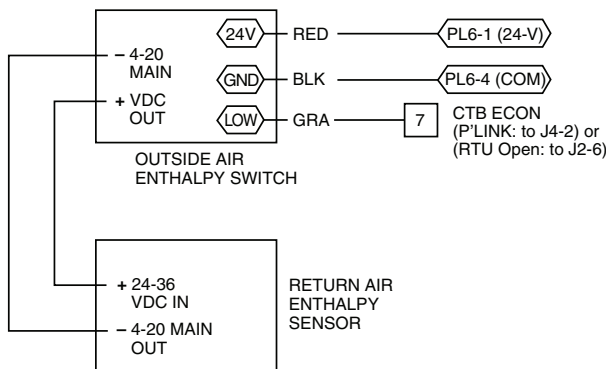 24V RED PL6-1 (24-V)
− 4-20
MAIN
GND BLK PL6-4 (COM)
+ VDC
OUT
LOW GRA 7 CTB ECON
(P'LINK: to J4-2) or
(RTU Open: to J2-6)
OUTSIDE AIR
ENTHALPY SWITCH
+ 24-36
VDC IN
− 4-20 MAIN
OUT
RETURN AIR
ENTHALPY
SENSOR